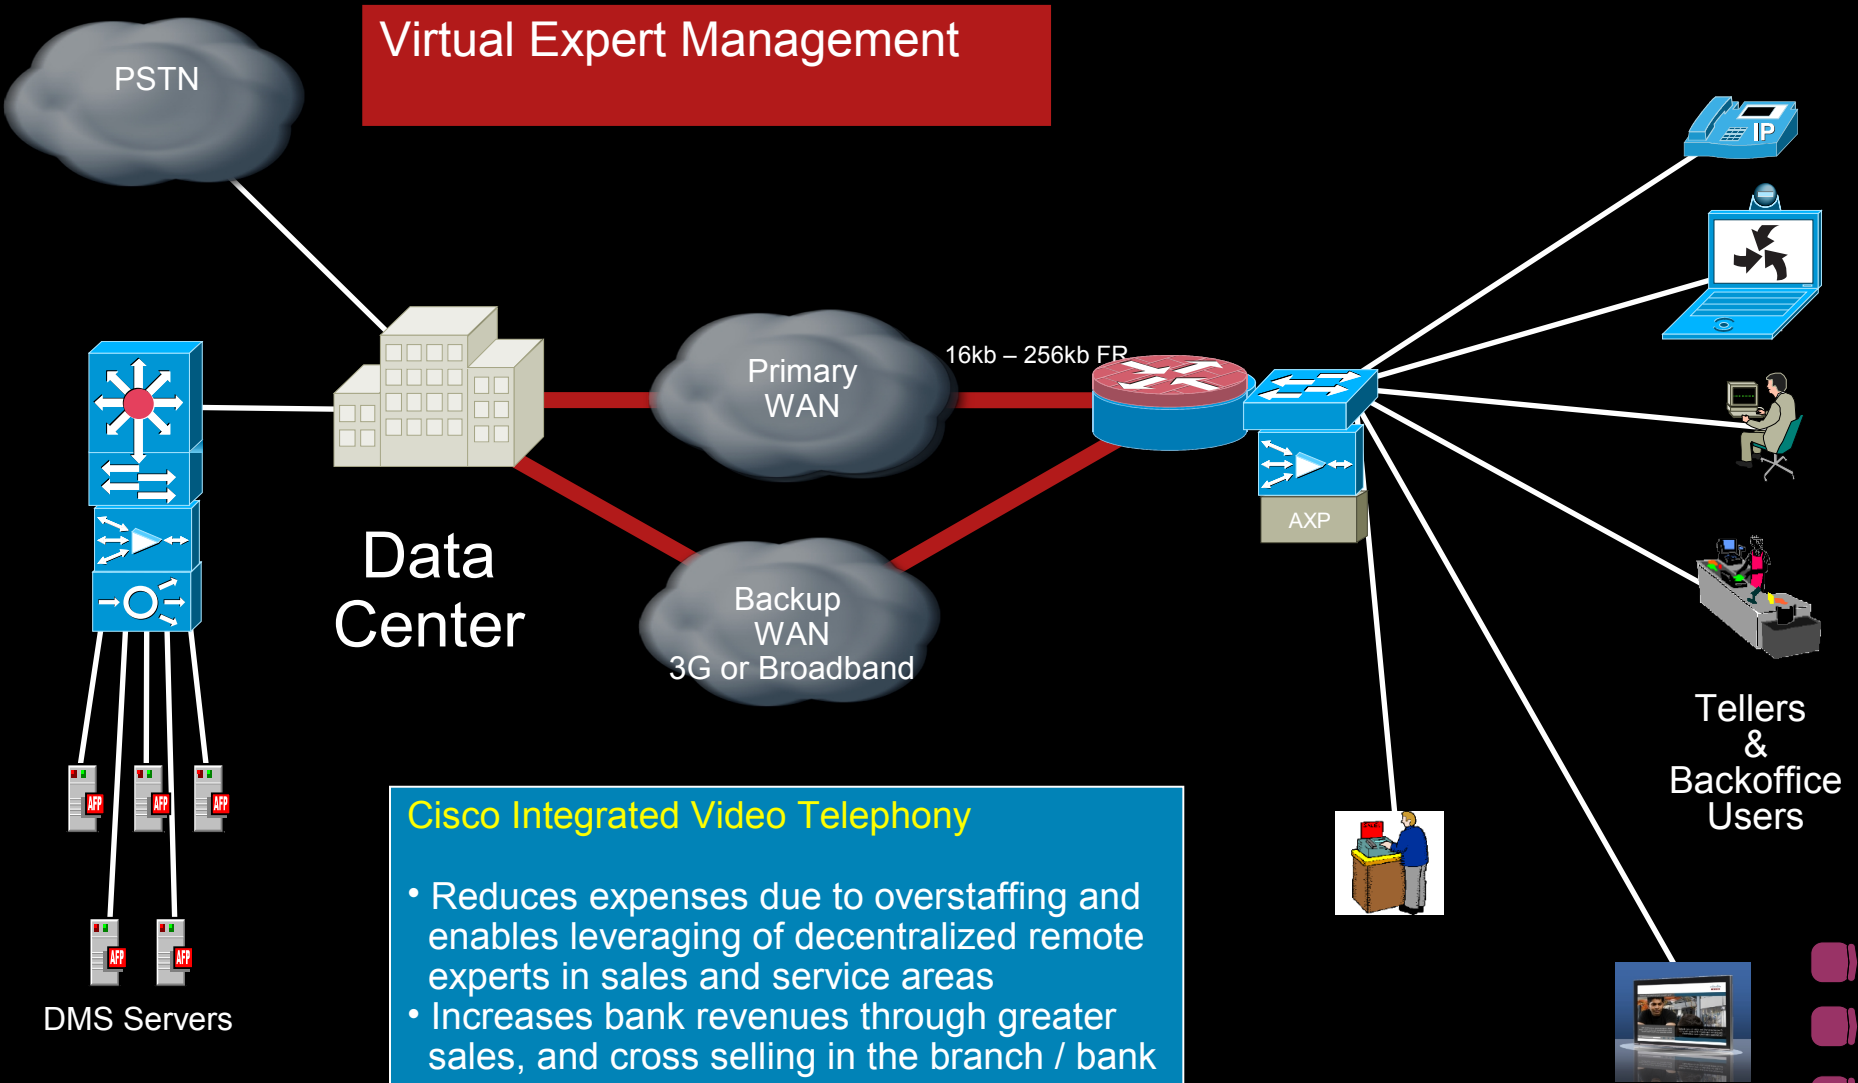 Virtual Expert Management
PSTN
IP
Primary
WAN
16kb – 256kb FR
AXP
Data
Center
Backup
WAN
3G or Broadband
Tellers
&
Backoffice
Users
AFP
AFP
AFP
AFP
AFP
DMS Servers
Cisco Integrated Video Telephony
• Reduces expenses due to overstaffing and
enables leveraging of decentralized remote
experts in sales and service areas
• Increases bank revenues through greater
sales, and cross selling in the branch / bank